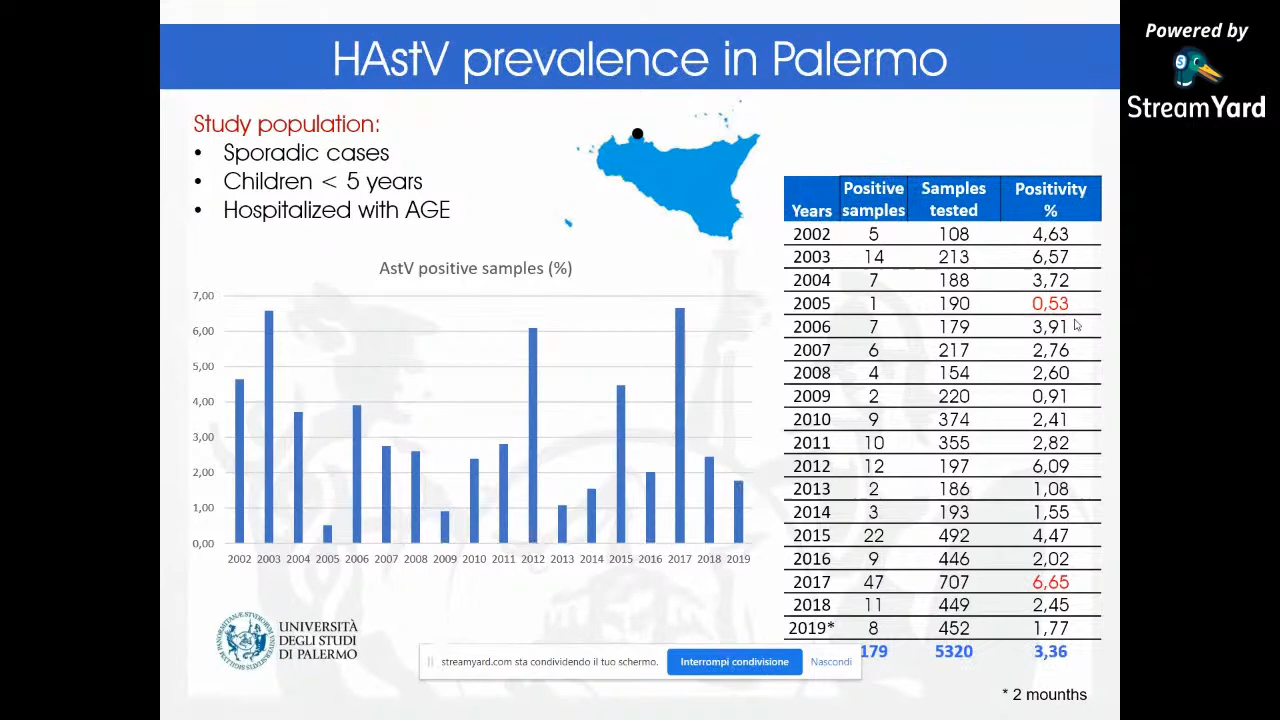 HAstV prevalence in Palermo
Powered by
StreamYard
Study population:
• Sporadic cases
• Children < 5 years
• Hospitalized with AGE
AstV positive samples (%)
7,00
6,00
5,00
4,00
3,00
2,00
1,00
0,00
2002 2003 2004 2005 2006 2007 2008 2009 2010 2011 2012 2013 2014 2015 2016 2017 2018 2019
Years Positive samples Samples tested Positivity %
2002 5 108 4,63
2003 14 213 6,57
2004 7 188 3,72
2005 1 190 0,53
2006 7 179 3,91
2007 6 217 2,76
2008 4 154 2,60
2009 2 220 0,91
2010 9 374 2,41
2011 10 355 2,82
2012 12 197 6,09
2013 2 186 1,08
2014 3 193 1,55
2015 22 492 4,47
2016 9 446 2,02
2017 47 707 6,65
2018 11 449 2,45
2019* 8 452 1,77
179 5320 3,36
* 2 mounths
UNIVERSITÀ
DEGLI STUDI
DI PALERMO
streamyard.com sta condividendo il tuo schermo. Interrompi condivisione Nascondi